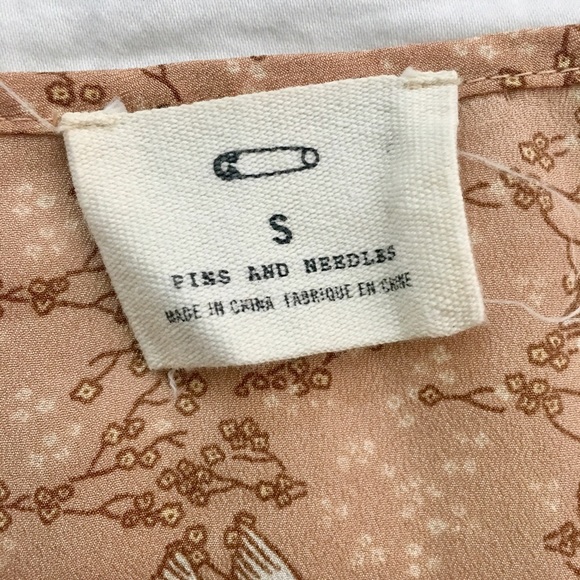 S
PINS AND NEEDLES
MADE IN CHINA FABRIQUE EN CHINE